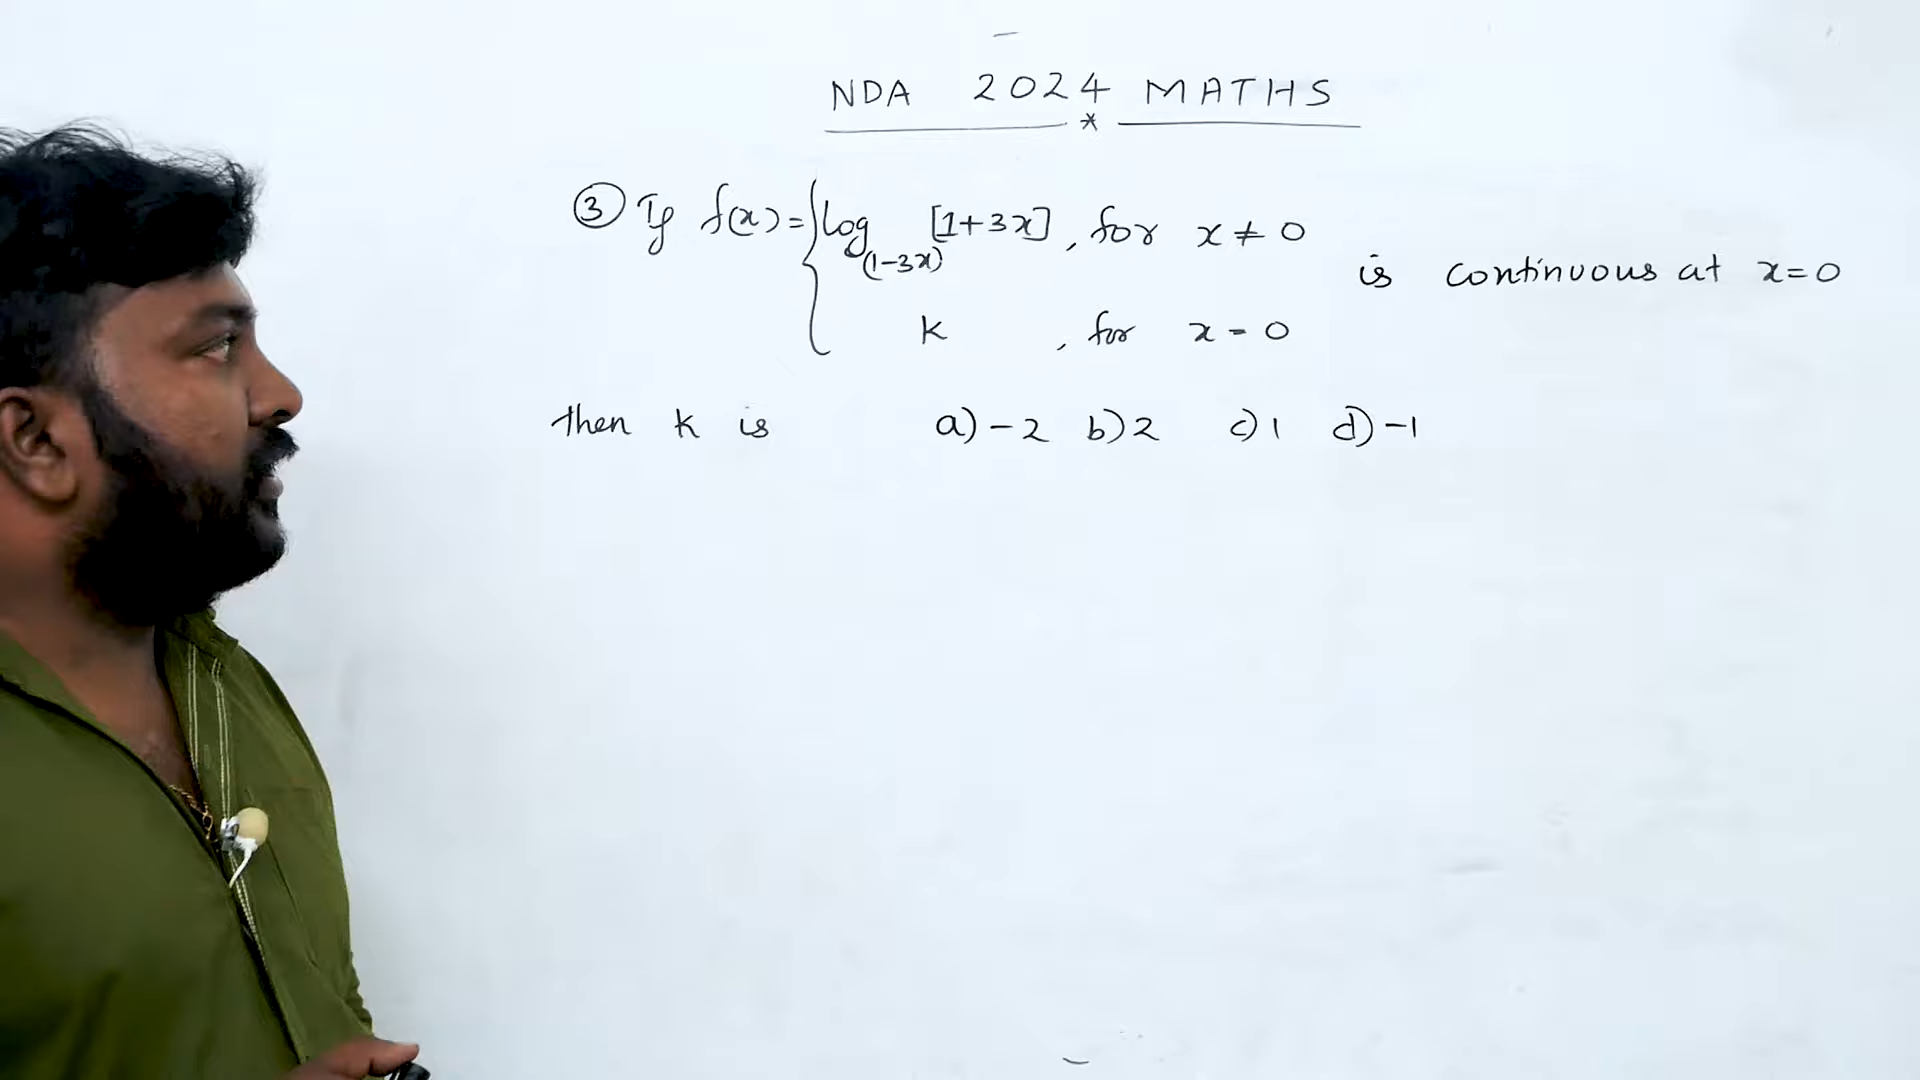 NDA 2024 MATHS
*
③ If f(x)= { log(1-3x) [1+3x], for x ≠ 0
is continuous at x=0
k , for x = 0
then k is a) -2 b) 2 c) 1 d) -1